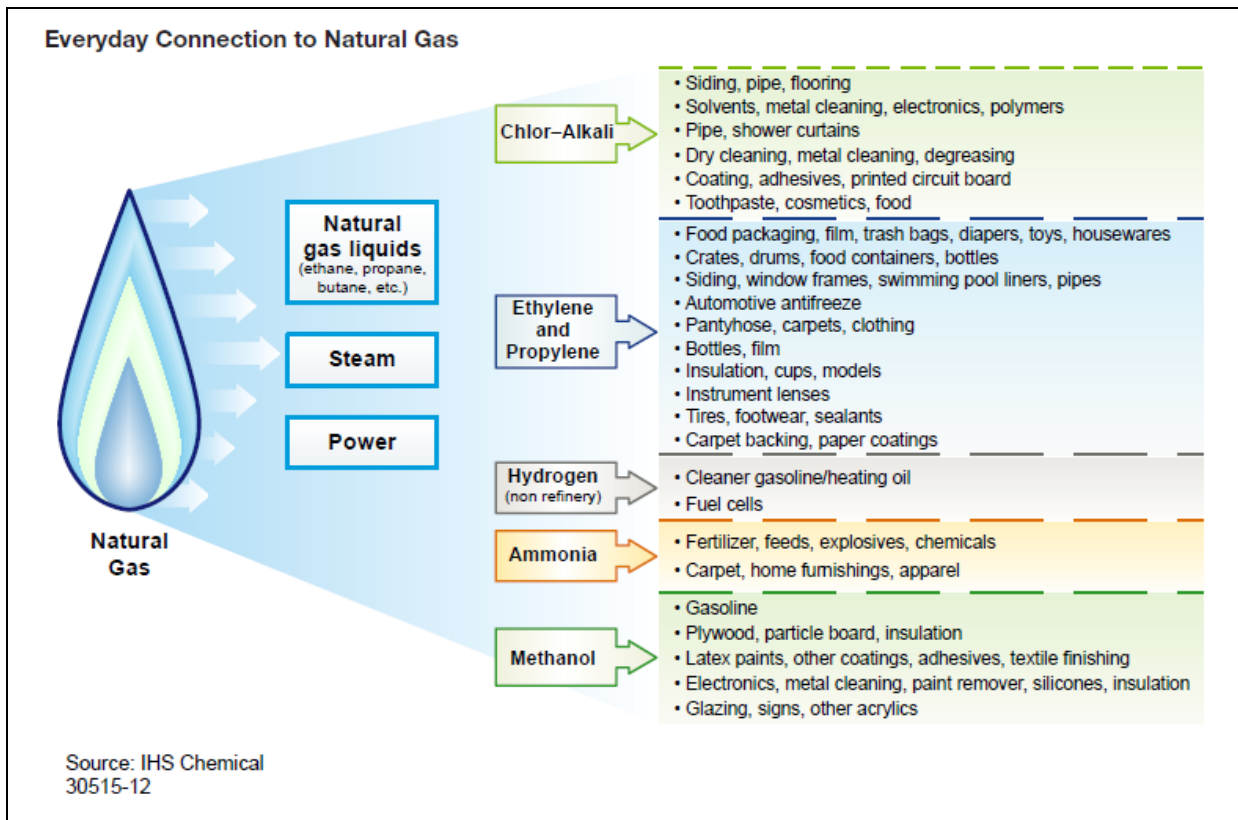 Everyday Connection to Natural Gas
Natural
Gas
Natural
gas liquids
(ethane, propane,
butane, etc.)
Steam
Power
Chlor–Alkali
• Siding, pipe, flooring
• Solvents, metal cleaning, electronics, polymers
• Pipe, shower curtains
• Dry cleaning, metal cleaning, degreasing
• Coating, adhesives, printed circuit board
• Toothpaste, cosmetics, food
Ethylene
and
Propylene
• Food packaging, film, trash bags, diapers, toys, housewares
• Crates, drums, food containers, bottles
• Siding, window frames, swimming pool liners, pipes
• Automotive antifreeze
• Pantyhose, carpets, clothing
• Bottles, film
• Insulation, cups, models
• Instrument lenses
• Tires, footwear, sealants
• Carpet backing, paper coatings
Hydrogen
(non refinery)
• Cleaner gasoline/heating oil
• Fuel cells
Ammonia
• Fertilizer, feeds, explosives, chemicals
• Carpet, home furnishings, apparel
Methanol
• Gasoline
• Plywood, particle board, insulation
• Latex paints, other coatings, adhesives, textile finishing
• Electronics, metal cleaning, paint remover, silicones, insulation
• Glazing, signs, other acrylics
Source: IHS Chemical
30515-12